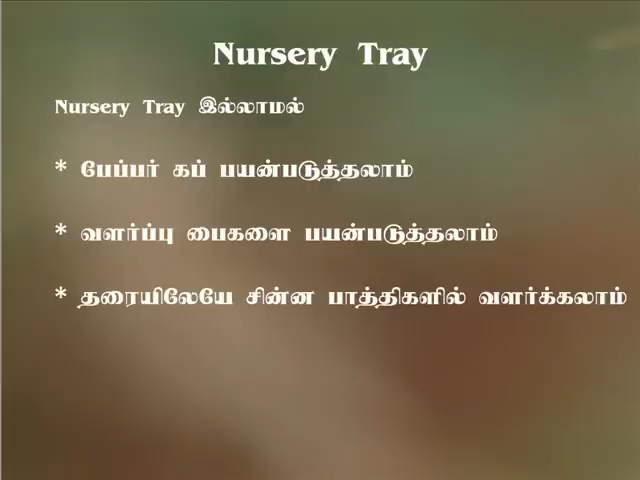 Nursery Tray
Nursery Tray இல்லாமல்
* பேப்பர் கப் பயன்படுத்தலாம்
* வளர்ப்பு பைகளை பயன்படுத்தலாம்
* தரையிலேயே சின்ன பாத்திகளில் வளர்க்கலாம்